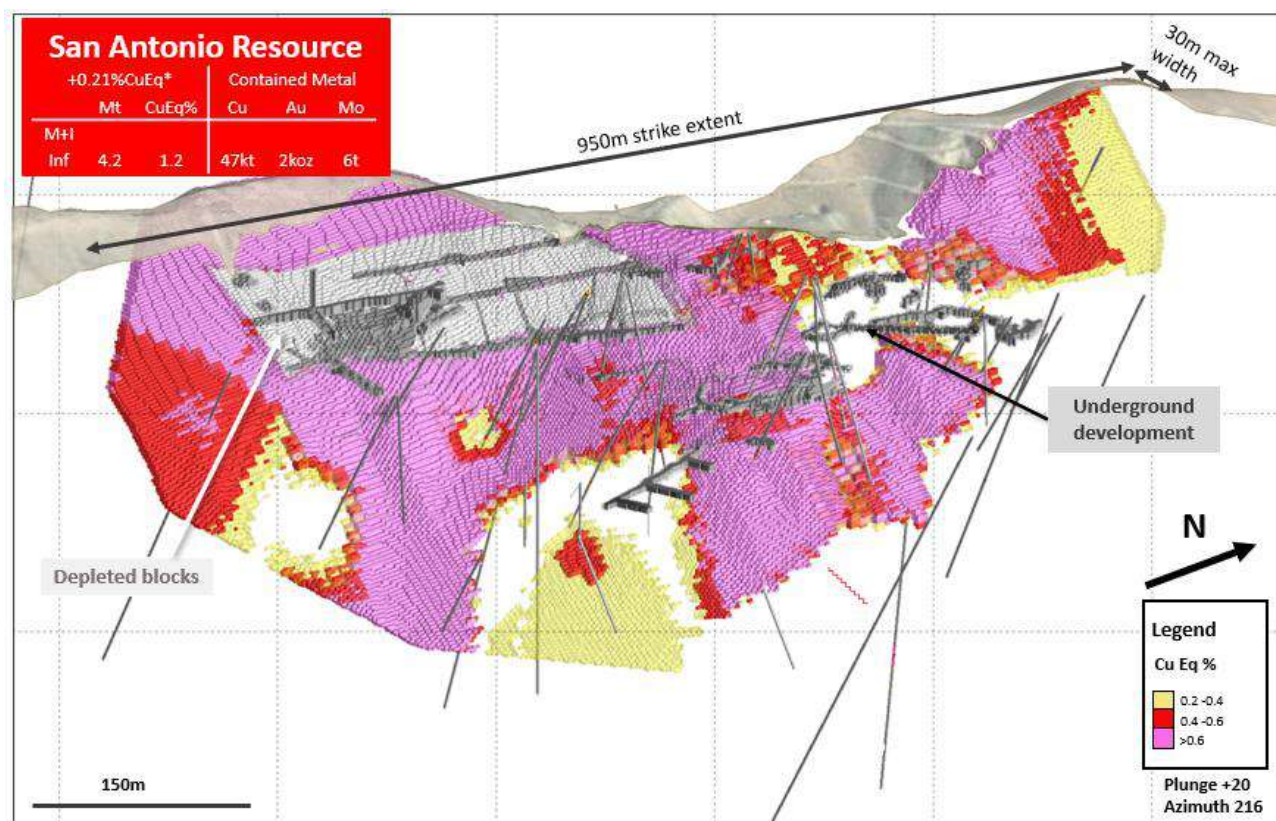 San Antonio Resource
+0.21%CuEq* Contained Metal
Mt CuEq% Cu Au Mo
M+I
Inf 4.2 1.2 47kt 2koz 6t
30m max
width
950m strike extent
Underground
development
Depleted blocks
N
Legend
Cu Eq %
0.2 -0.4
0.4 -0.6
>0.6
150m
Plunge +20
Azimuth 216